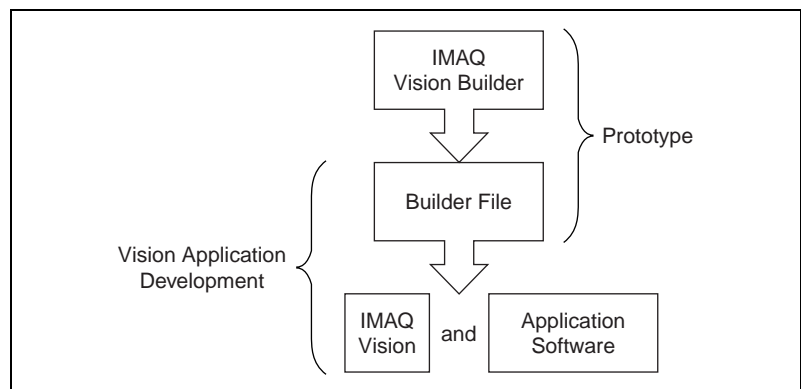 IMAQ
Vision Builder
Prototype
Builder File
Vision Application
Development
IMAQ
Vision
and
Application
Software